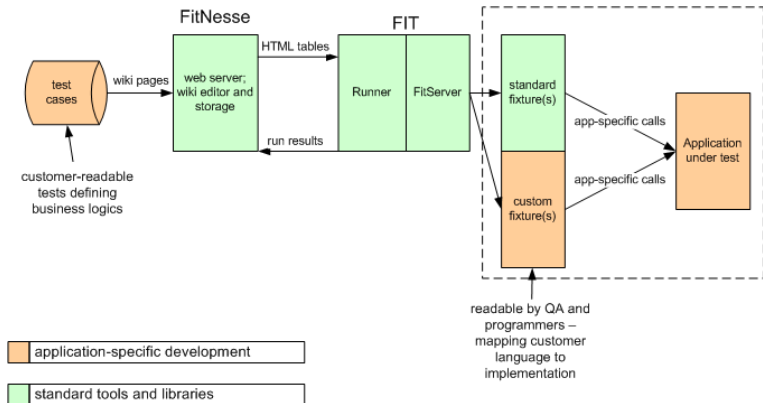 FitNesse
FIT
test
cases
wiki pages
web server;
wiki editor and
storage
HTML tables
run results
Runner
FitServer
standard
fixture(s)
custom
fixture(s)
app-specific calls
app-specific calls
Application
under test
customer-readable
tests defining
business logics
readable by QA and
programmers –
mapping customer
language to
implementation
application-specific development
standard tools and libraries